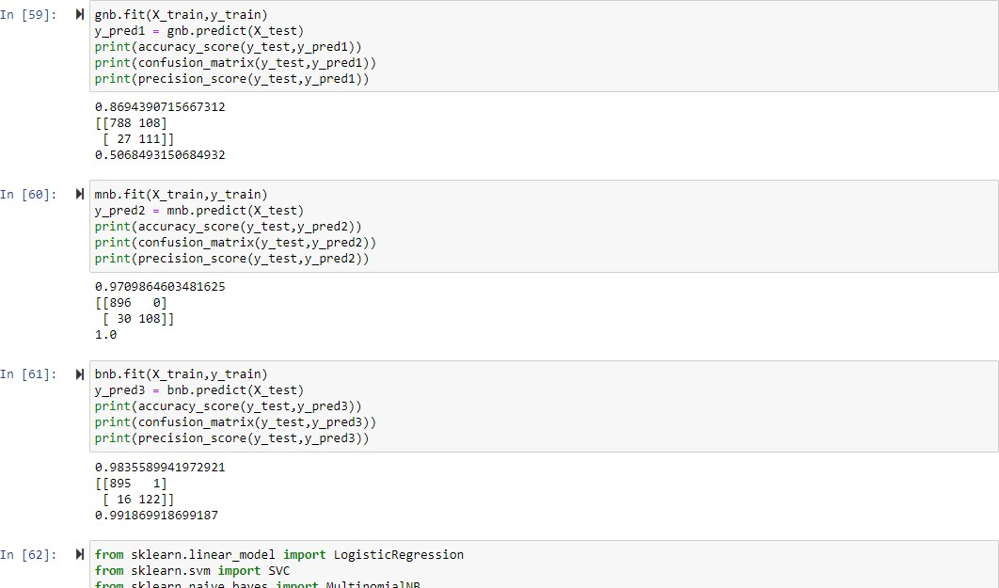 In [59]:
gnb.fit(X_train,y_train)
y_pred1 = gnb.predict(X_test)
print(accuracy_score(y_test,y_pred1))
print(confusion_matrix(y_test,y_pred1))
print(precision_score(y_test,y_pred1))
0.8694390715667312
[[788 108]
 [ 27 111]]
0.5068493150684932
In [60]:
mnb.fit(X_train,y_train)
y_pred2 = mnb.predict(X_test)
print(accuracy_score(y_test,y_pred2))
print(confusion_matrix(y_test,y_pred2))
print(precision_score(y_test,y_pred2))
0.9709864603481625
[[896   0]
 [ 30 108]]
1.0
In [61]:
bnb.fit(X_train,y_train)
y_pred3 = bnb.predict(X_test)
print(accuracy_score(y_test,y_pred3))
print(confusion_matrix(y_test,y_pred3))
print(precision_score(y_test,y_pred3))
0.9835589941972921
[[895   1]
 [ 16 122]]
0.991869918699187
In [62]:
from sklearn.linear_model import LogisticRegression
from sklearn.svm import SVC
from sklearn.naive_bayes import MultinomialNB